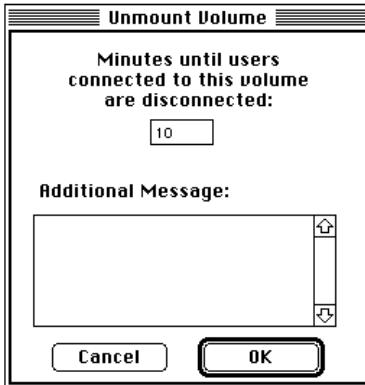 Unmount Volume
Minutes until users
connected to this volume
are disconnected:
10
Additional Message:
Cancel
OK